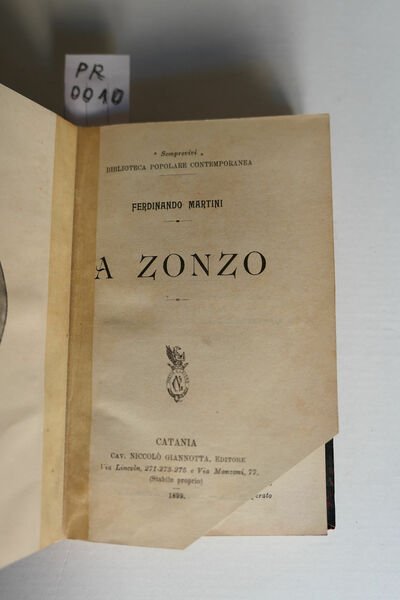 PR
0010
" Semprevivi „
BIBLIOTECA POPOLARE CONTEMPORANEA
FERDINANDO MARTINI
A ZONZO
CATANIA
CAV. NICCOLÒ GIANNOTTA, EDITORE
Via Lincoln, 271-273-275 e Via Manzoni, 77,
(Stabile proprio)
1899.